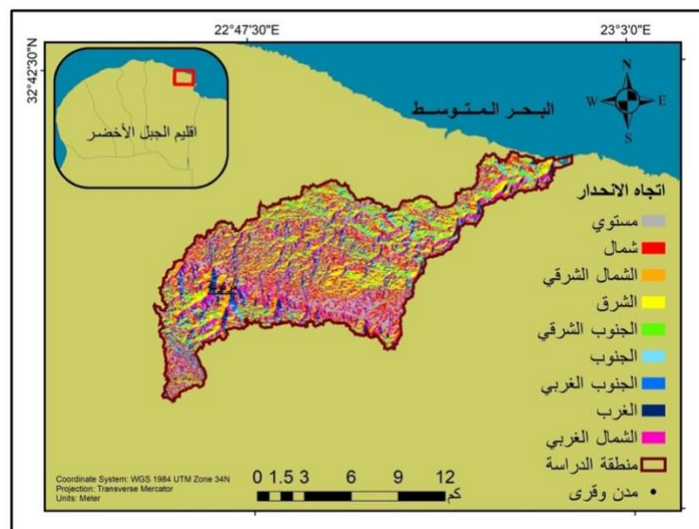 22°47'30"E
23°3'0"E
32°42'30"N
اقليم الجبل الأخضر
البحر المتوسط
N
W
E
S
اتجاه الانحدار
مستوي
شمال
الشمال الشرقي
الشرق
الجنوب الشرقي
الجنوب
الجنوب الغربي
الغرب
الشمال الغربي
منطقة الدراسة
مدن وقرى
Coordinate System: WGS 1984 UTM Zone 34N
Projection: Transverse Mercator
Units: Meter
0 1.5 3 6 9 12
كم